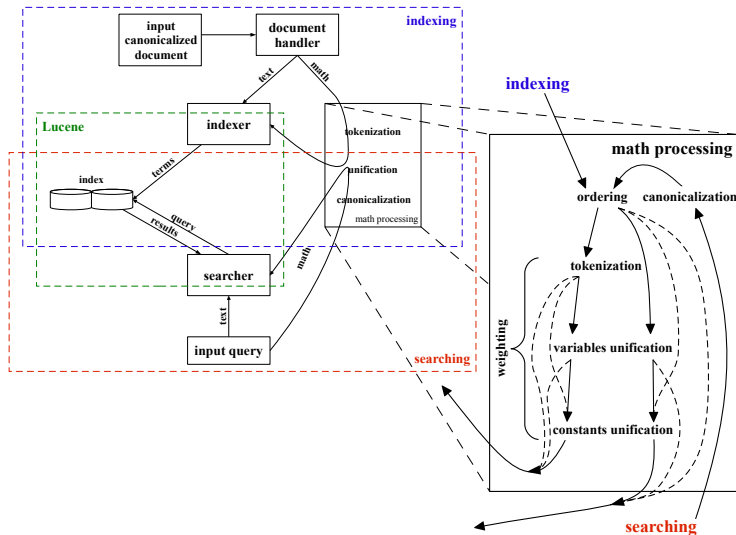 input
canonicalized
document
document
handler
indexing
text
math
Lucene
indexer
tokenization
terms
unification
index
canonicalization
math processing
query
results
math
searcher
text
input query
searching
indexing
math processing
ordering
canonicalization
tokenization
weighting
variables unification
constants unification
searching